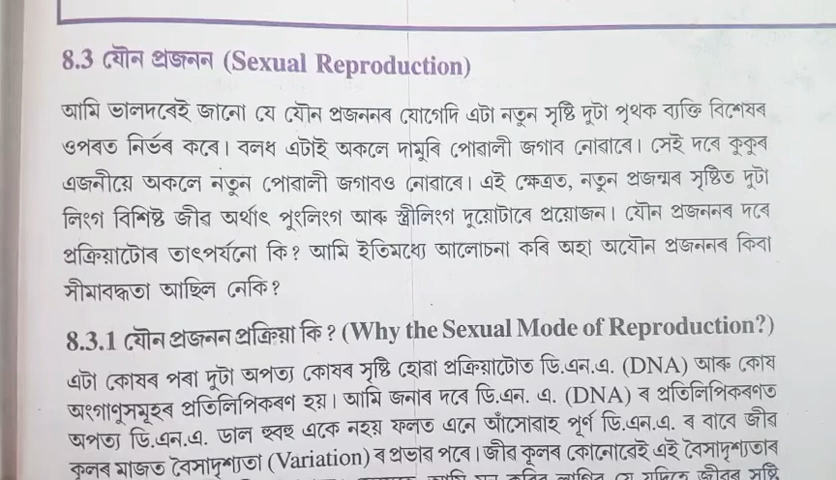 8.3 যৌন প্ৰজনন (Sexual Reproduction)
আমি ভালদৰেই জানো যে যৌন প্ৰজননৰ যোগেদি এটা নতুন সৃষ্টি দুটা পৃথক ব্যক্তি বিশেষৰ
ওপৰত নিৰ্ভৰ কৰে। বলধ এটাই অকলে দামুৰি পোৱালী জগাব নোৱাৰে। সেই দৰে কুকুৰ
এজনীয়ে অকলে নতুন পোৱালী জগাবও নোৱাৰে। এই ক্ষেত্ৰত, নতুন প্ৰজন্মৰ সৃষ্টিত দুটা
লিংগ বিশিষ্ট জীৱ অৰ্থাৎ পুংলিংগ আৰু স্ত্ৰীলিংগ দুয়োটাৰে প্ৰয়োজন। যৌন প্ৰজননৰ দৰে
প্ৰক্ৰিয়াটোৰ তাৎপৰ্যনো কি? আমি ইতিমধ্যে আলোচনা কৰি অহা অযৌন প্ৰজননৰ কিবা
সীমাবদ্ধতা আছিল নেকি?
8.3.1 যৌন প্ৰজনন প্ৰক্ৰিয়া কি? (Why the Sexual Mode of Reproduction?)
এটা কোষৰ পৰা দুটা অপত্য কোষৰ সৃষ্টি হোৱা প্ৰক্ৰিয়াটোত ডি.এন.এ. (DNA) আৰু কোষ
অংগাণুসমূহৰ প্ৰতিলিপিকৰণ হয়। আমি জনাৰ দৰে ডি.এন. এ. (DNA) ৰ প্ৰতিলিপিকৰণত
অপত্য ডি.এন.এ. ডাল হুবহু একে নহয় ফলত এনে আঁসোৱাহ পূৰ্ণ ডি.এন.এ. ৰ বাবে জীৱ
কূলৰ মাজত বৈসাদৃশ্যতা (Variation) ৰ প্ৰভাৱ পৰে। জীৱ কূলৰ কোনোৱেই এই বৈসাদৃশ্যতাৰ